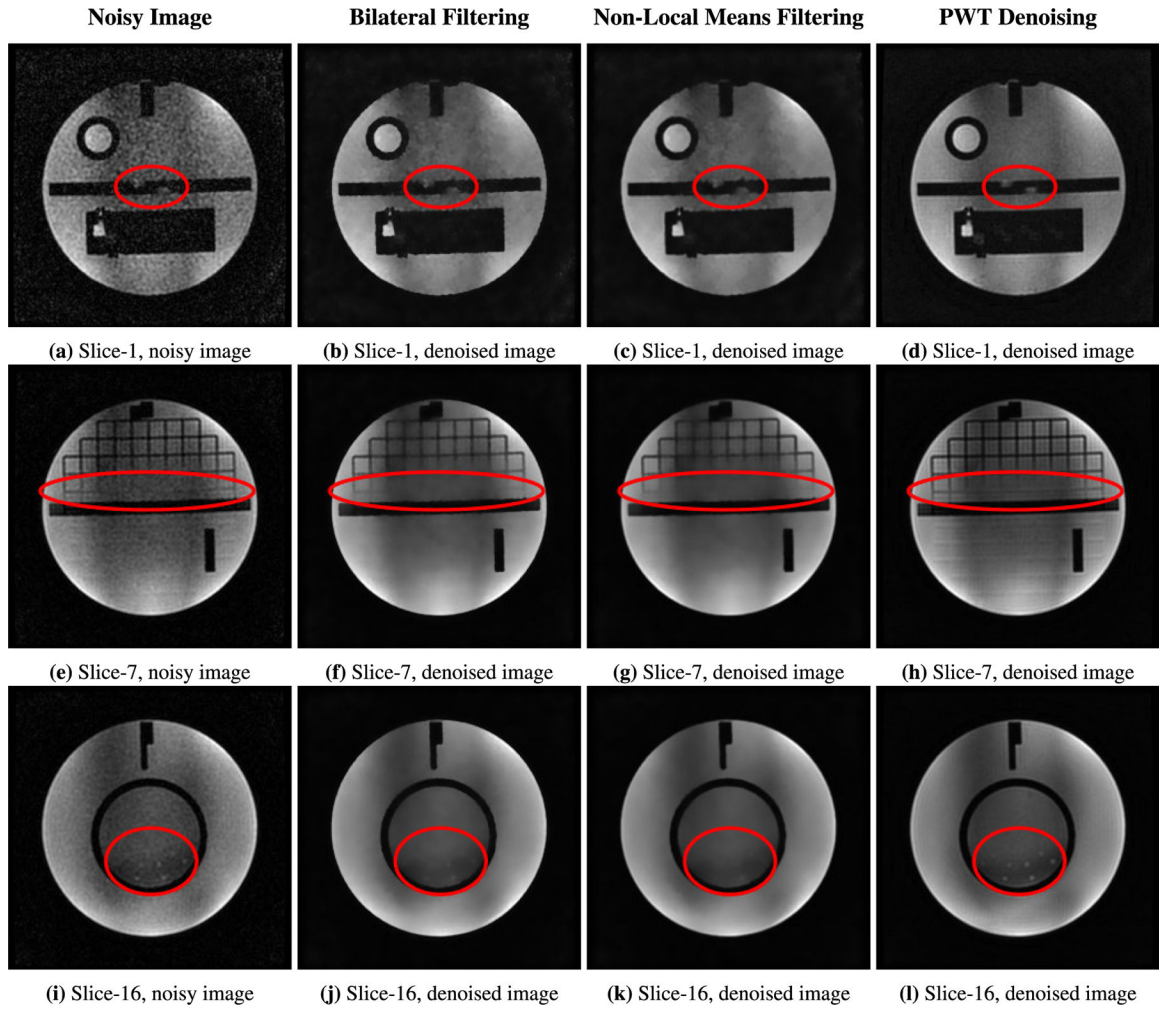 Noisy Image
Bilateral Filtering
Non-Local Means Filtering
PWT Denoising
(a) Slice-1, noisy image
(b) Slice-1, denoised image
(c) Slice-1, denoised image
(d) Slice-1, denoised image
(e) Slice-7, noisy image
(f) Slice-7, denoised image
(g) Slice-7, denoised image
(h) Slice-7, denoised image
(i) Slice-16, noisy image
(j) Slice-16, denoised image
(k) Slice-16, denoised image
(l) Slice-16, denoised image